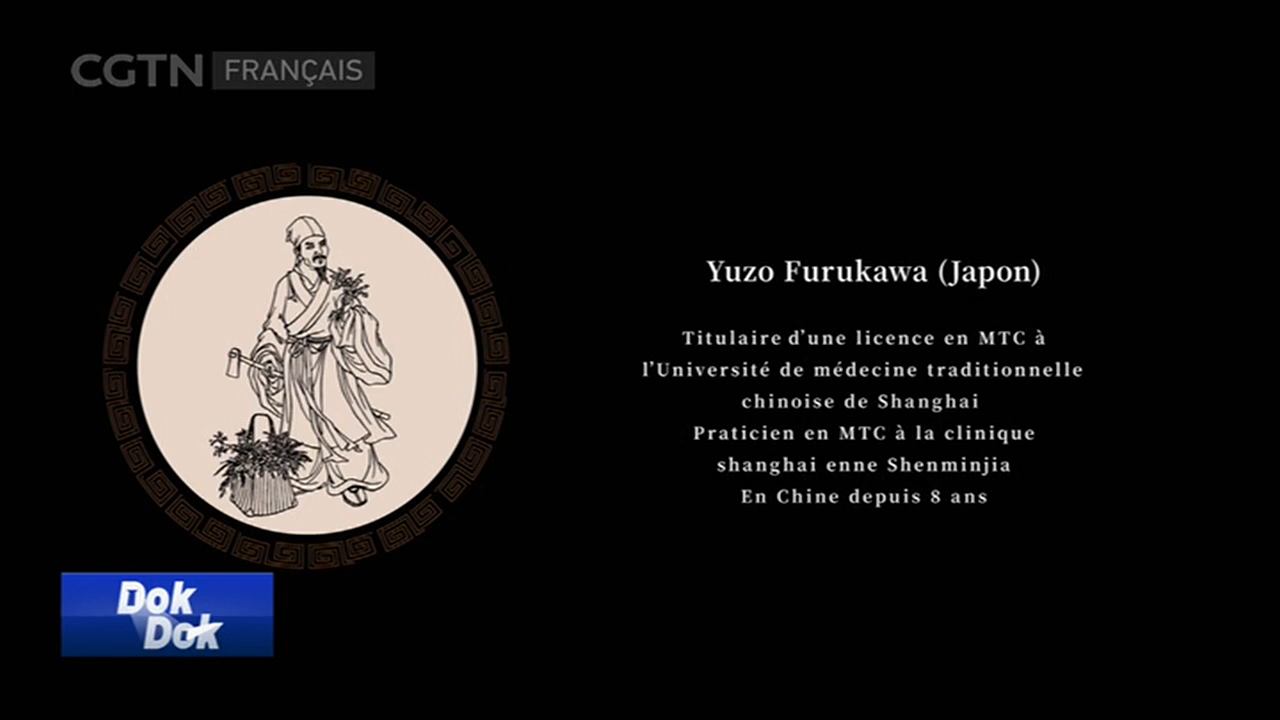 CGTN FRANÇAIS
Yuzo Furukawa (Japon)
Titulaire d'une licence en MTC à
l'Université de médecine traditionnelle
chinoise de Shanghai
Praticien en MTC à la clinique
shanghai enne Shenminjia
En Chine depuis 8 ans
Dok
Dok